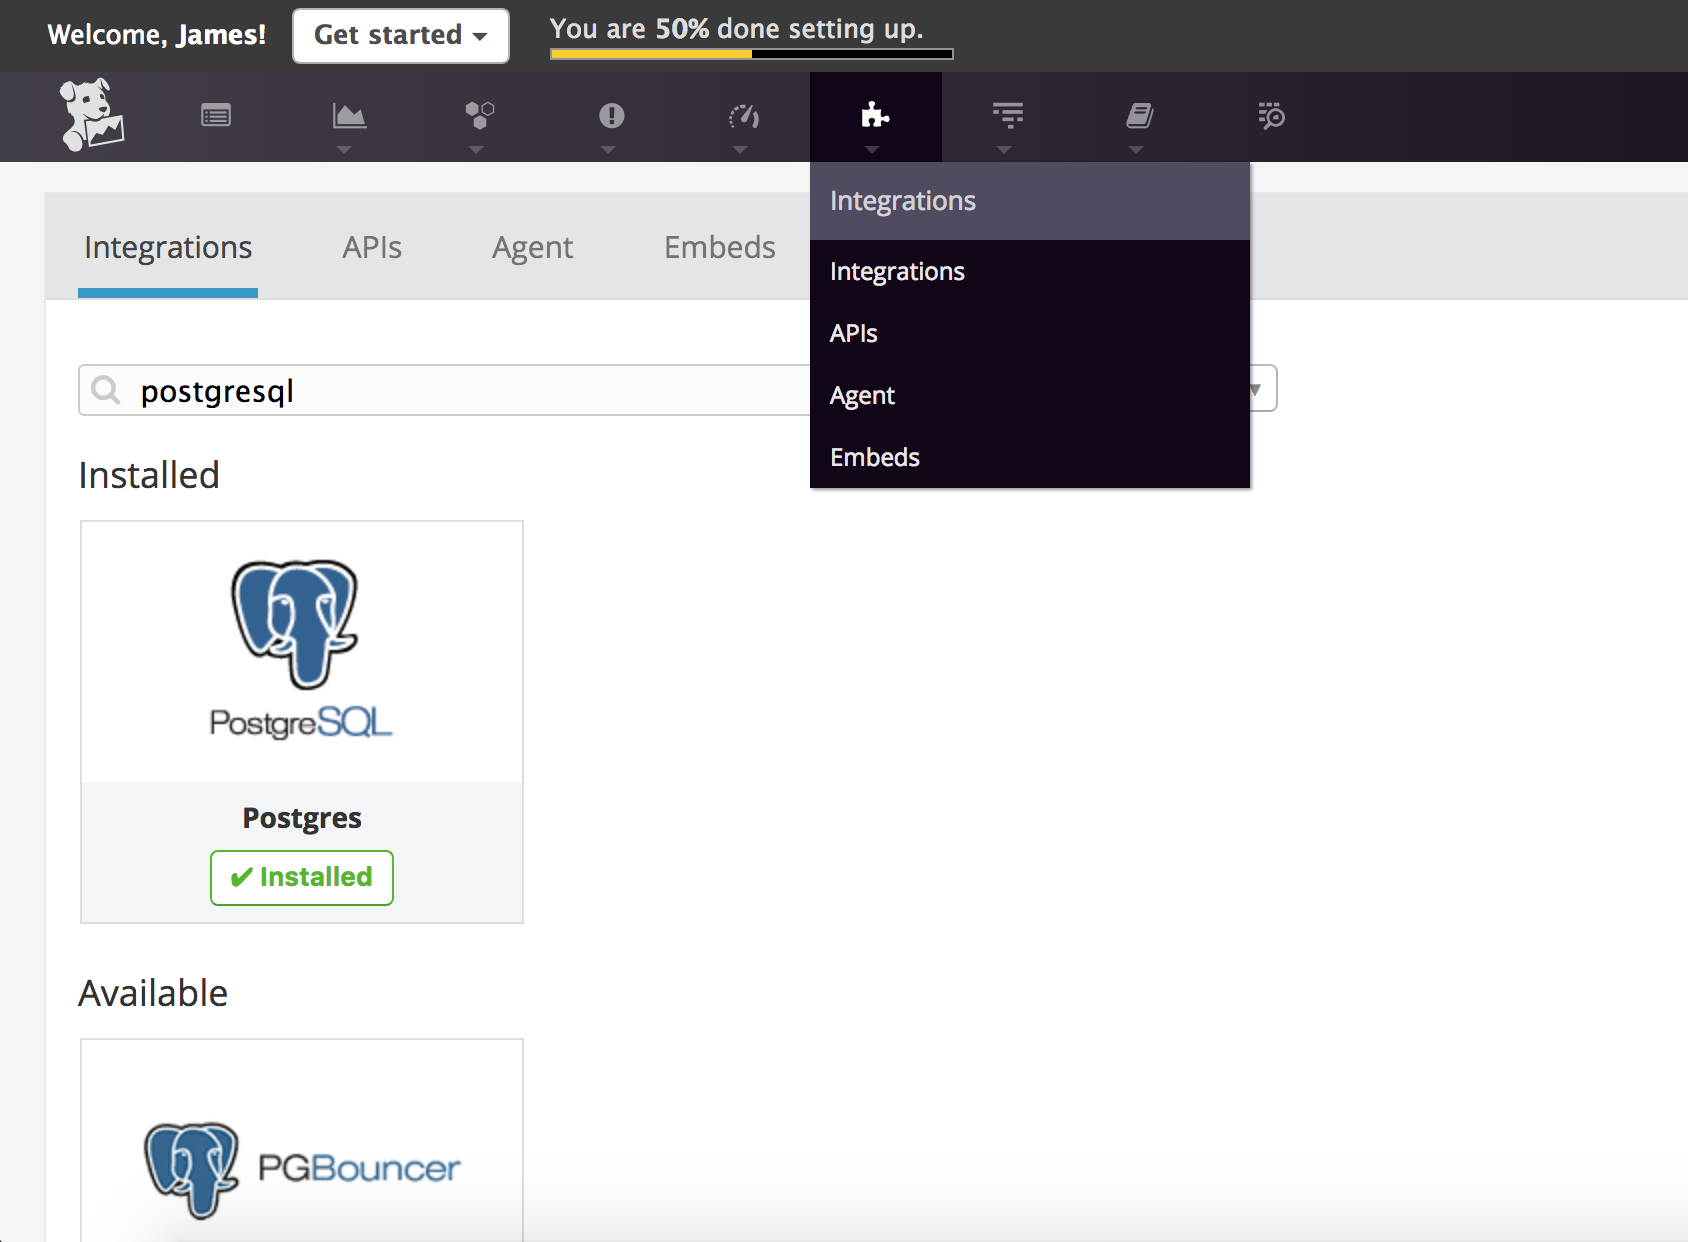 Welcome, James!
Get started
You are 50% done setting up.
Integrations
Integrations
APIs
Agent
Embeds
Integrations
APIs
Agent
Embeds
postgresql
Installed
PostgreSQL
Postgres
✔ Installed
Available
PGBouncer